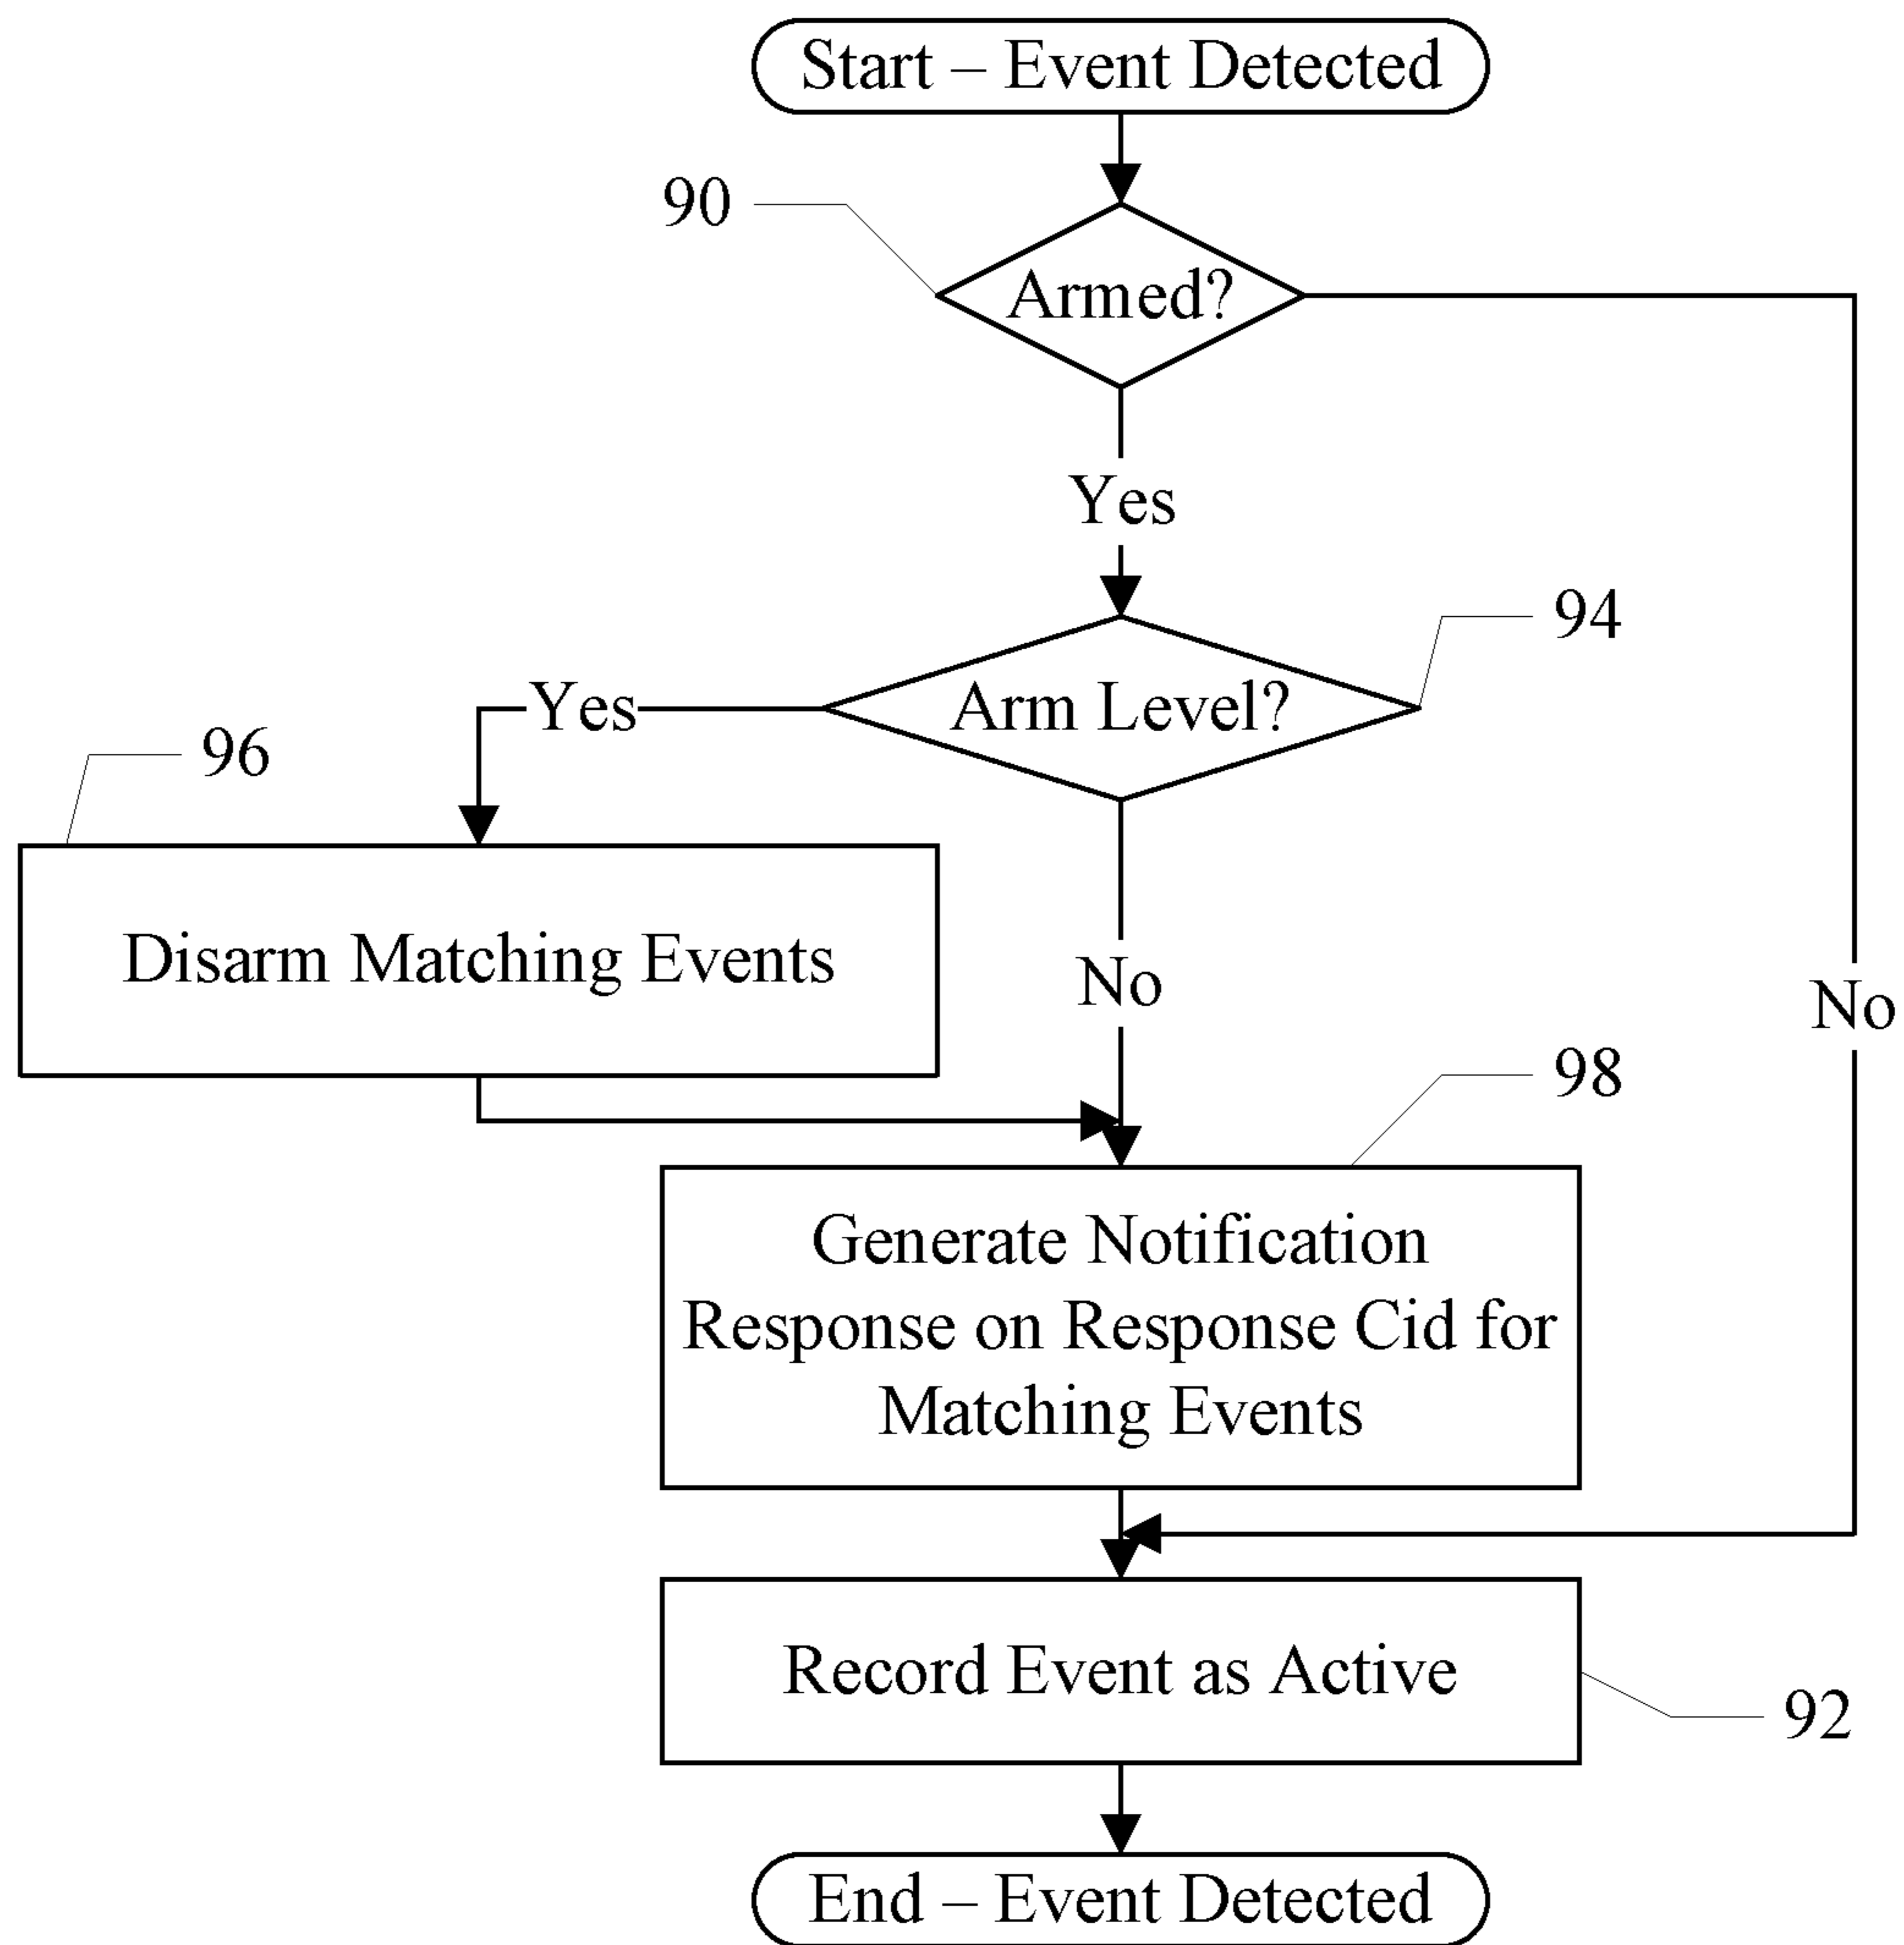 Start – Event Detected
90
Armed?
Yes
94
Arm Level?
Yes
96
Disarm Matching Events
No
No
98
Generate Notification
Response on Response Cid for
Matching Events
Record Event as Active
92
End – Event Detected